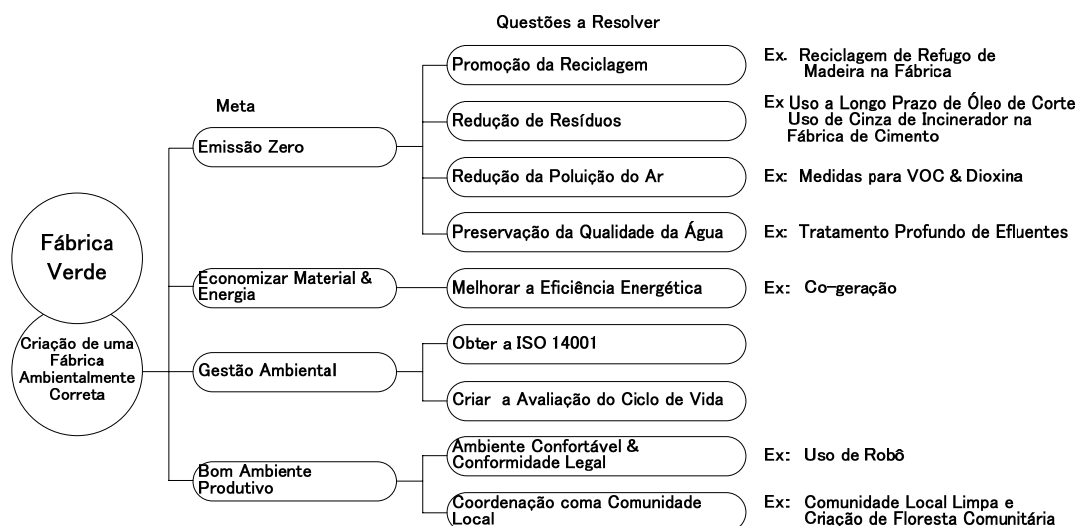 Questões a Resolver
Meta
Fábrica
Verde
Criação de uma
Fábrica
Ambientalmente
Correta
Emissão Zero
Promoção da Reciclagem
Ex. Reciclagem de Refugo de
Madeira na Fábrica
Redução de Resíduos
Ex Uso a Longo Prazo de Óleo de Corte
Uso de Cinza de Incinerador na
Fábrica de Cimento
Redução da Poluição do Ar
Ex: Medidas para VOC & Dioxina
Preservação da Qualidade da Água
Ex: Tratamento Profundo de Efluentes
Economizar Material &
Energia
Melhorar a Eficiência Energética
Ex: Co-geração
Gestão Ambiental
Obter a ISO 14001
Criar a Avaliação do Ciclo de Vida
Bom Ambiente
Produtivo
Ambiente Confortável &
Conformidade Legal
Ex: Uso de Robô
Coordenação coma Comunidade
Local
Ex: Comunidade Local Limpa e
Criação de Floresta Comunitária